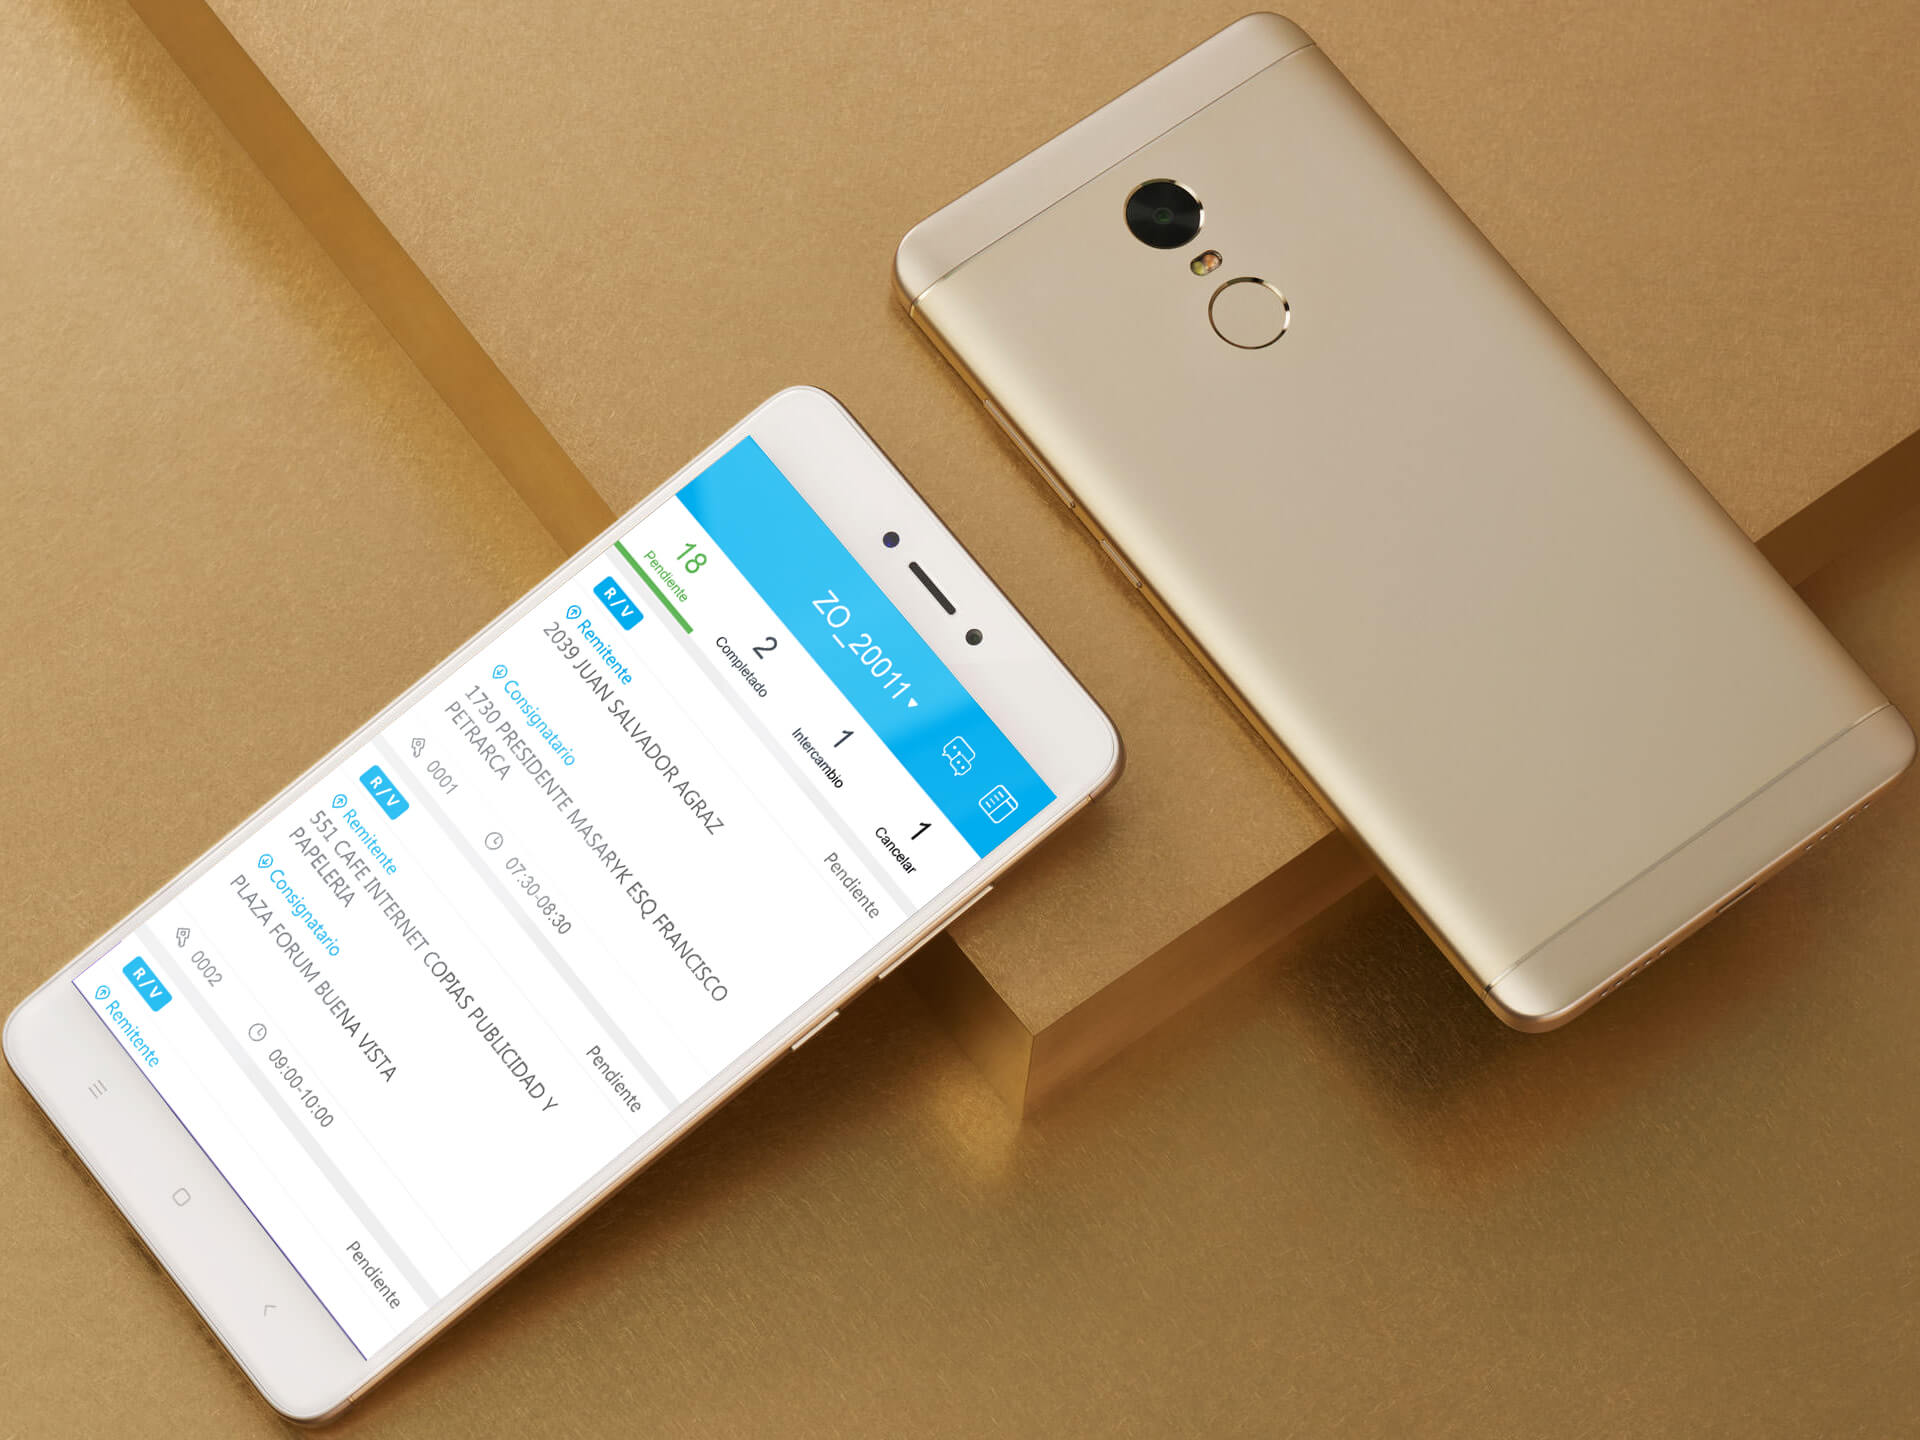 ZO_20011▼
18
Pendiente
2
Completado
1
Intercambio
1
Cancelar
R/V
Pendiente
Remitente
2039 JUAN SALVADOR AGRAZ
Consignatario
1730 PRESIDENTE MASARYK ESQ FRANCISCO
PETRARCA
0001
07:30-08:30
R/V
Pendiente
Remitente
551 CAFE INTERNET COPIAS PUBLICIDAD Y
PAPELERIA
Consignatario
PLAZA FORUM BUENA VISTA
0002
09:00-10:00
R/V
Pendiente
Remitente